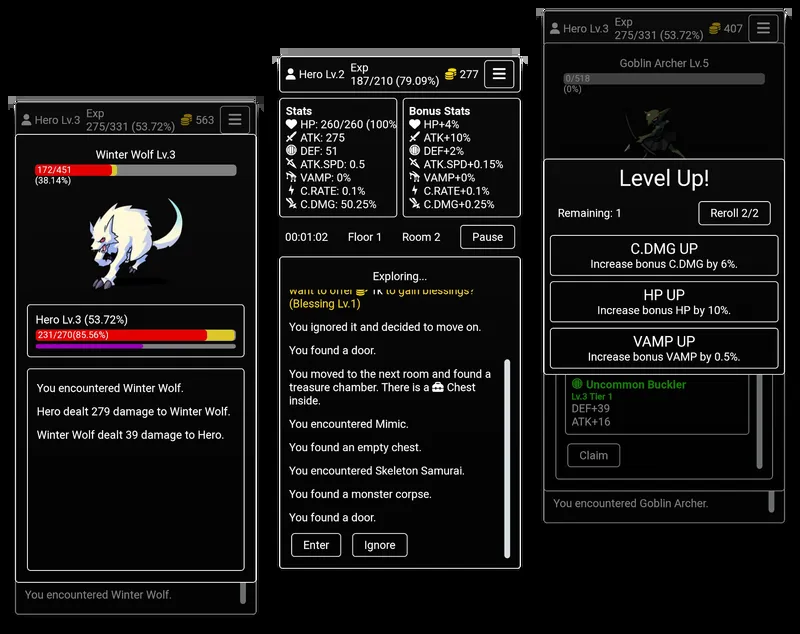 Hero Lv.3
Exp
275/331 (53.72%)
563
Winter Wolf Lv.3
172/451
(38.14%)
Hero Lv.3 (53.72%)
231/270(85.56%)
You encountered Winter Wolf.
Hero dealt 279 damage to Winter Wolf.
Winter Wolf dealt 39 damage to Hero.
You encountered Winter Wolf.
Hero Lv.2
Exp
187/210 (79.09%)
277
Stats
HP: 260/260 (100%
ATK: 275
DEF: 51
ATK.SPD: 0.5
VAMP: 0%
C.RATE: 0.1%
C.DMG: 50.25%
Bonus Stats
HP+4%
ATK+10%
DEF+2%
ATK.SPD+0.15%
VAMP+0%
C.RATE+0.1%
C.DMG+0.25%
00:01:02
Floor 1
Room 2
Pause
Exploring...
want to offer 1K to gain blessings?
(Blessing Lv.1)
You ignored it and decided to move on.
You found a door.
You moved to the next room and found a
treasure chamber. There is a Chest
inside.
You encountered Mimic.
You found an empty chest.
You encountered Skeleton Samurai.
You found a monster corpse.
You found a door.
Enter
Ignore
Hero Lv.3
Exp
275/331 (53.72%)
407
Goblin Archer Lv.5
0/518
(0%)
Level Up!
Remaining: 1
Reroll 2/2
C.DMG UP
Increase bonus C.DMG by 6%.
HP UP
Increase bonus HP by 10%.
VAMP UP
Increase bonus VAMP by 0.5%.
Uncommon Buckler
Lv.3 Tier 1
DEF+39
ATK+16
Claim
You encountered Goblin Archer.